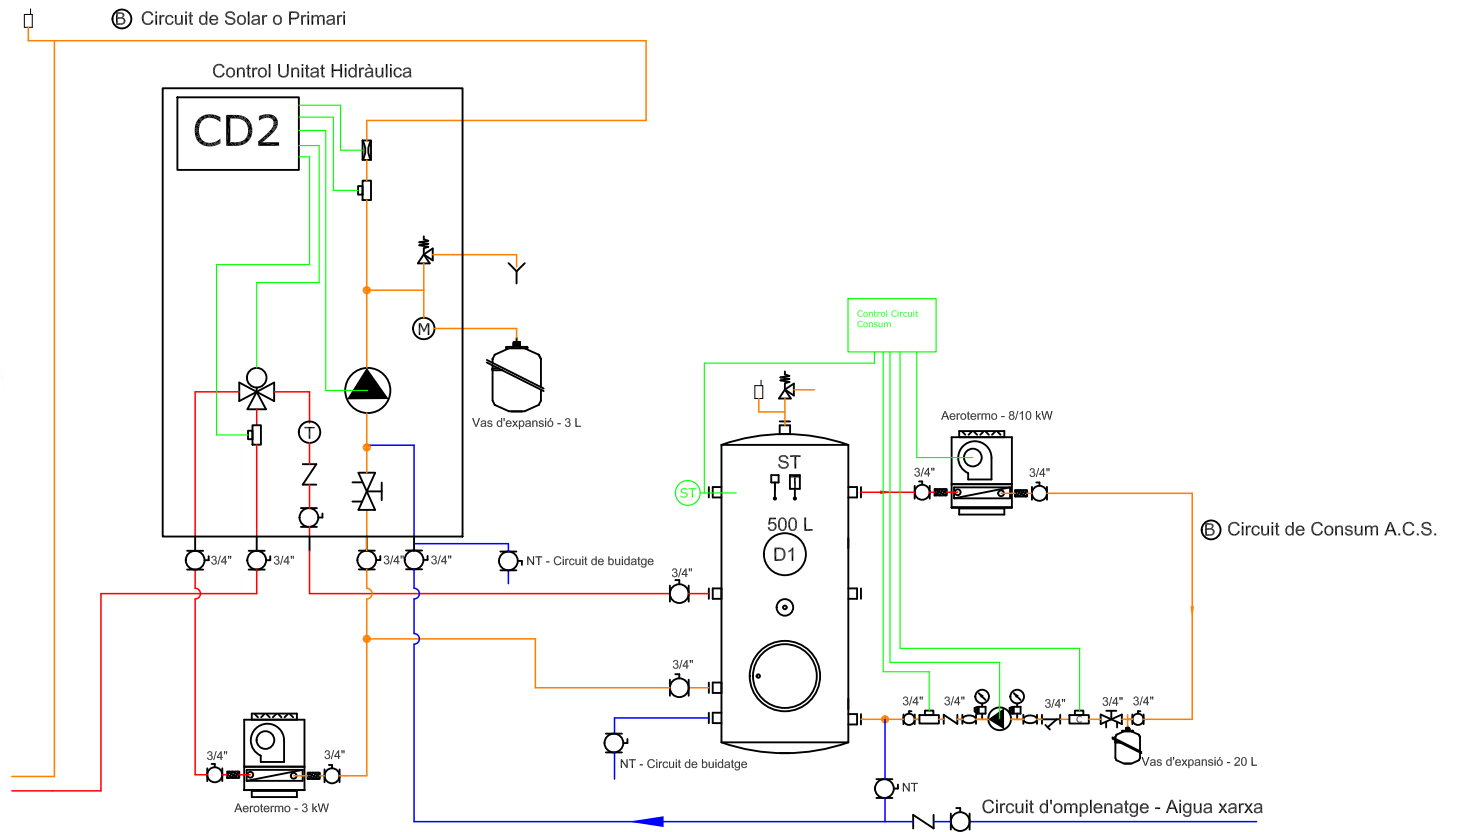 B Circuit de Solar o Primari
Control Unitat Hidràulica
CD2
M
Vas d'expansió - 3 L
T
3/4"
3/4"
3/4"
3/4"
NT - Circuit de buidatge
Control Circuit
Consum
Aerotermo - 8/10 kW
3/4"
3/4"
ST
ST
500 L
D1
B Circuit de Consum A.C.S.
3/4"
3/4"
3/4"
3/4"
3/4"
3/4"
3/4"
C
Vas d'expansió - 20 L
NT - Circuit de buidatge
3/4"
3/4"
Aerotermo - 3 kW
NT
Circuit d'omplenatge - Aigua xarxa